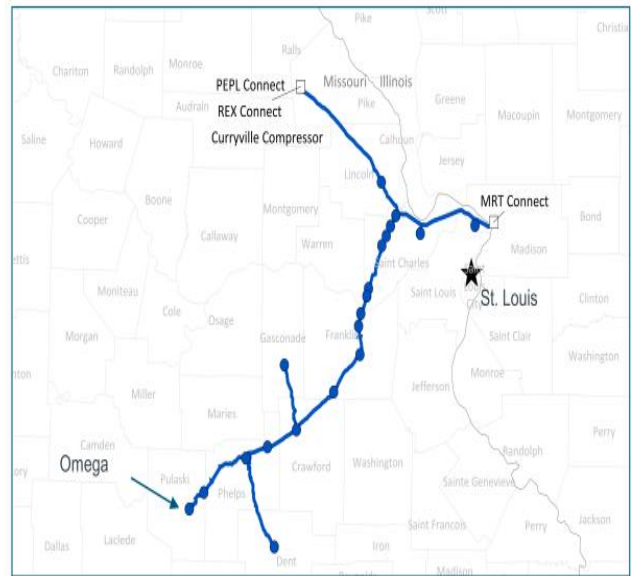 Pike
Christia
Ralls
Monroe
Chariton
Randolph
PEPL Connect
Missouri
Illinois
Audrain
REX Connect
Pike
Greene
Macoupin
Montgomery
Saline
Curryville Compressor
Calhoun
Howard
Jersey
Lincoln
MRT Connect
Boone
Montgomery
Bond
Cooper
Callaway
Warren
Madison
Saint Charles
St. Louis
Moniteau
Saint Louis
City
Cole
Osage
Clinton
Morgan
Gasconade
Franklin
Saint Clair
Washington
Miller
Jefferson
Monroe
Maries
Perry
Camden
Omega
Randolph
Pulaski
Crawford
Washington
Phelps
Sainte Genevieve
Saint Francois
Perry
Jackson
Dallas
Laclede
Dent
Iron
Madison